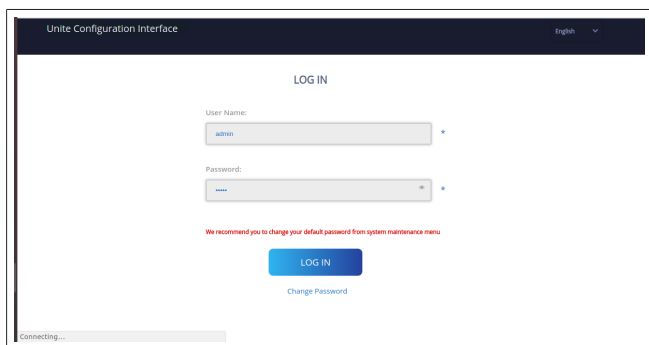 Unite Configuration Interface
English
LOG IN
User Name:
admin
*
Password:
•••••
*
We recommend you to change your default password from system maintenance menu
LOG IN
Change Password
Connecting...